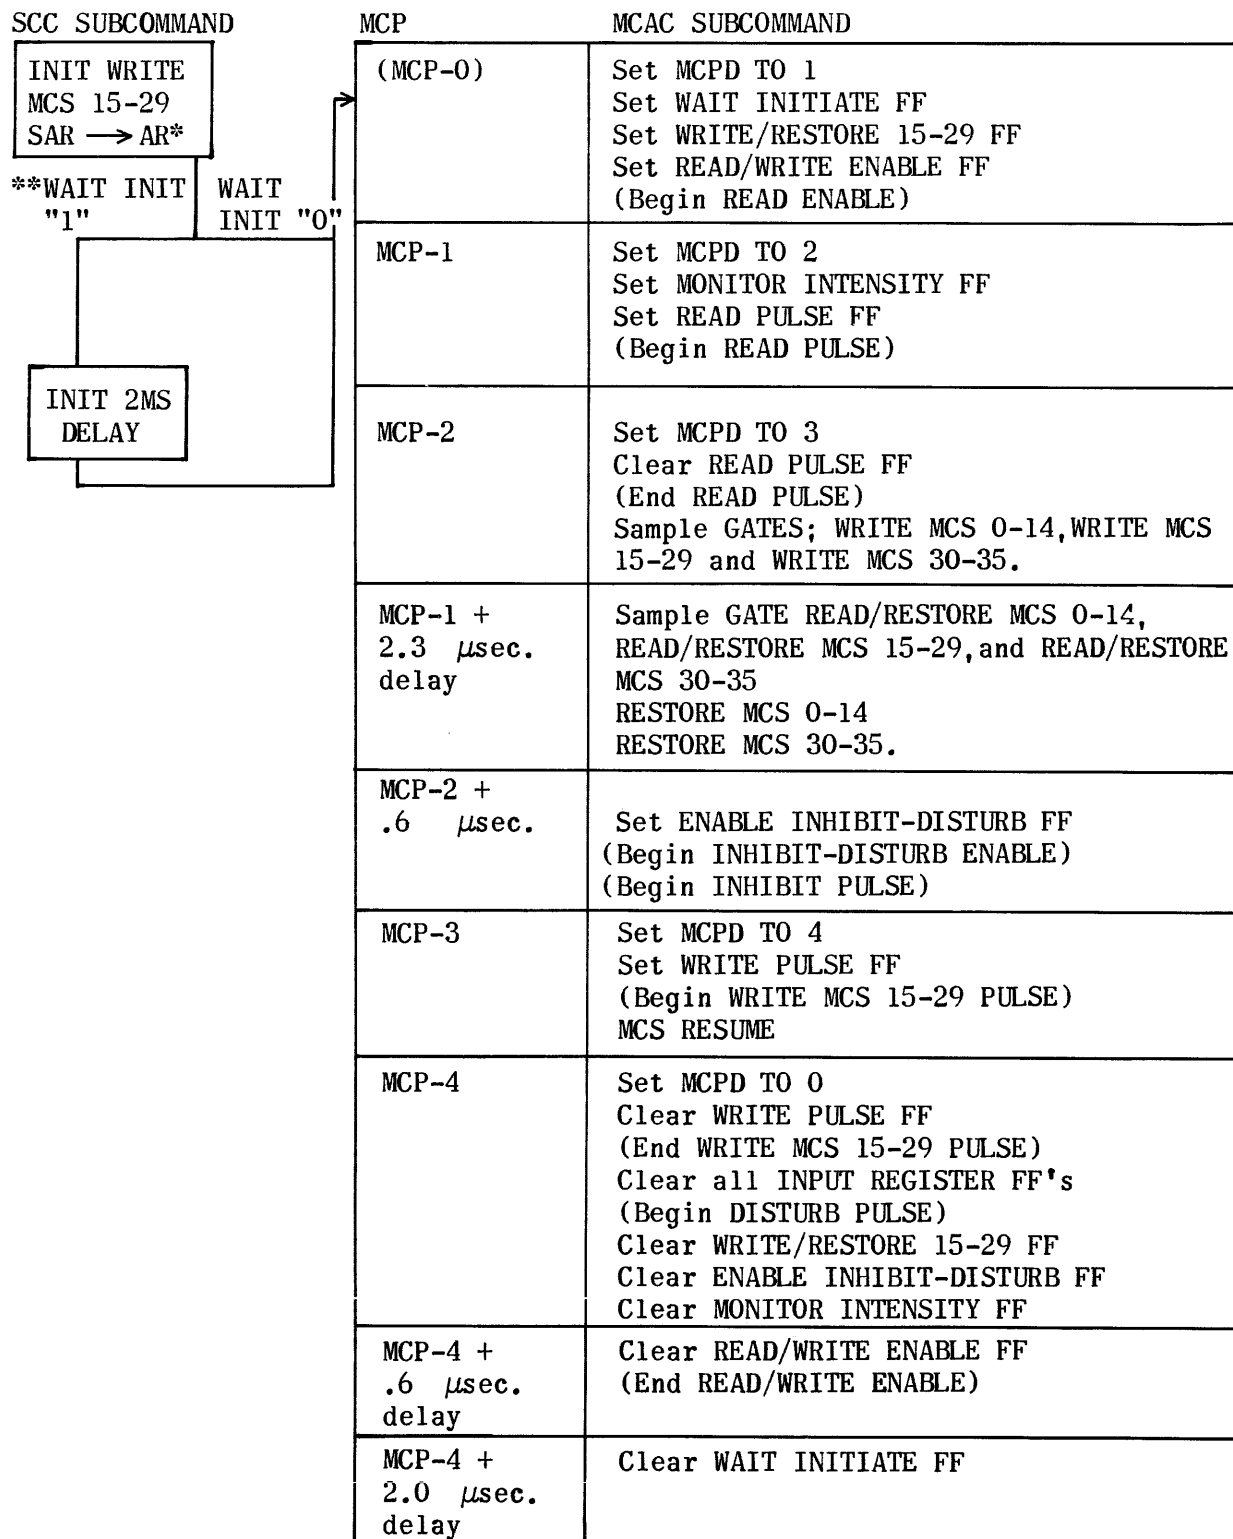 SCC SUBCOMMAND
INIT WRITE
MCS 15-29
SAR → AR*
**WAIT INIT
"1"
WAIT
INIT "0"
INIT 2MS
DELAY
MCP MCAC SUBCOMMAND
(MCP-0) Set MCPD TO 1
Set WAIT INITIATE FF
Set WRITE/RESTORE 15-29 FF
Set READ/WRITE ENABLE FF
(Begin READ ENABLE)
MCP-1 Set MCPD TO 2
Set MONITOR INTENSITY FF
Set READ PULSE FF
(Begin READ PULSE)
MCP-2 Set MCPD TO 3
Clear READ PULSE FF
(End READ PULSE)
Sample GATES; WRITE MCS 0-14,WRITE MCS
15-29 and WRITE MCS 30-35.
MCP-1 + Sample GATE READ/RESTORE MCS 0-14,
2.3 μsec. READ/RESTORE MCS 15-29,and READ/RESTORE
delay MCS 30-35
RESTORE MCS 0-14
RESTORE MCS 30-35.
MCP-2 +
.6 μsec. Set ENABLE INHIBIT-DISTURB FF
(Begin INHIBIT-DISTURB ENABLE)
(Begin INHIBIT PULSE)
MCP-3 Set MCPD TO 4
Set WRITE PULSE FF
(Begin WRITE MCS 15-29 PULSE)
MCS RESUME
MCP-4 Set MCPD TO 0
Clear WRITE PULSE FF
(End WRITE MCS 15-29 PULSE)
Clear all INPUT REGISTER FF's
(Begin DISTURB PULSE)
Clear WRITE/RESTORE 15-29 FF
Clear ENABLE INHIBIT-DISTURB FF
Clear MONITOR INTENSITY FF
MCP-4 + Clear READ/WRITE ENABLE FF
.6 μsec. (End READ/WRITE ENABLE)
delay
MCP-4 + Clear WAIT INITIATE FF
2.0 μsec.
delay